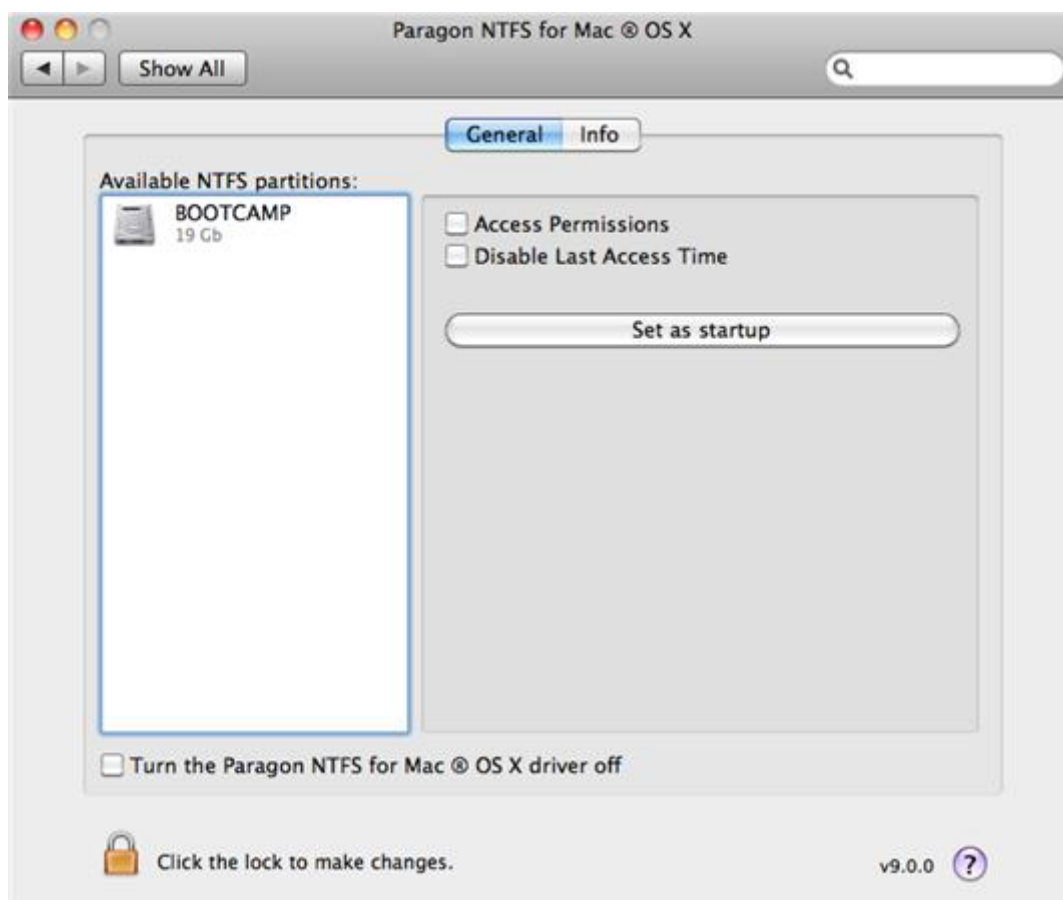 Paragon NTFS for Mac ® OS X
Show All
General Info
Available NTFS partitions:
BOOTCAMP
19 Gb
Access Permissions
Disable Last Access Time
Set as startup
Turn the Paragon NTFS for Mac ® OS X driver off
Click the lock to make changes.
v9.0.0 ?